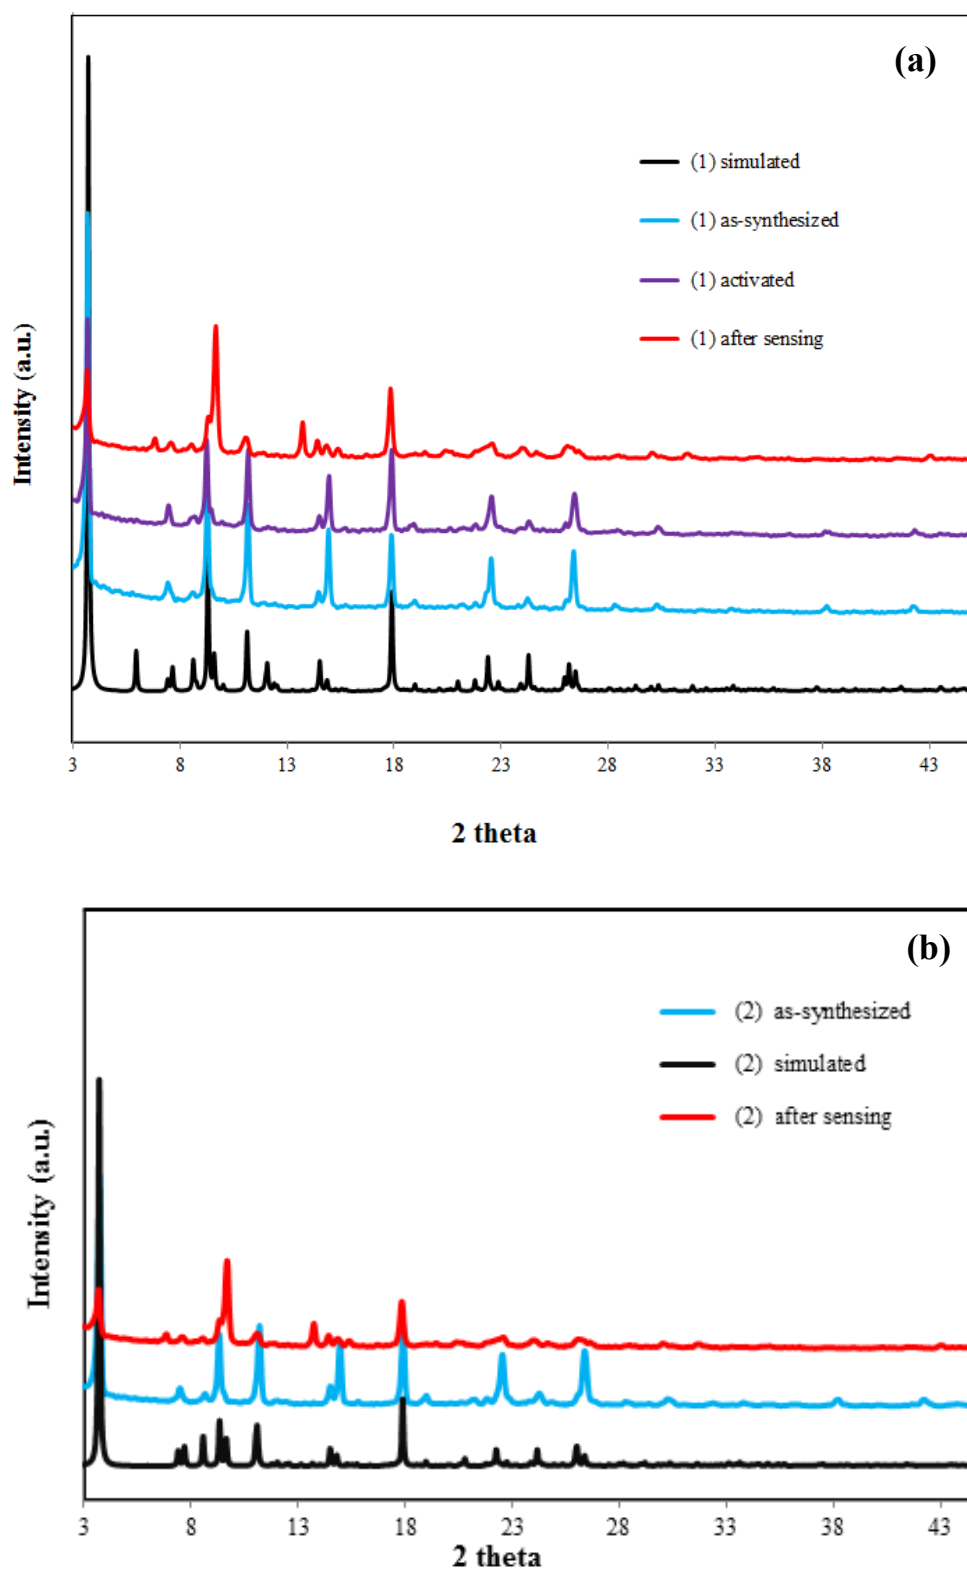 (a)
(1) simulated
(1) as-synthesized
(1) activated
(1) after sensing
Intensity (a.u.)
3 8 13 18 23 28 33 38 43
2 theta
(b)
(2) as-synthesized
(2) simulated
(2) after sensing
Intensity (a.u.)
3 8 13 18 23 28 33 38 43
2 theta